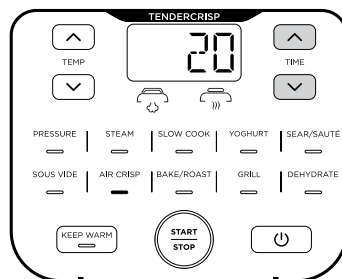 TENDERCRISP
20
TEMP TIME
PRESSURE STEAM SLOW COOK YOGHURT SEAR/SAUTÉ
SOUS VIDE AIR CRISP BAKE/ROAST GRILL DEHYDRATE
KEEP WARM START STOP